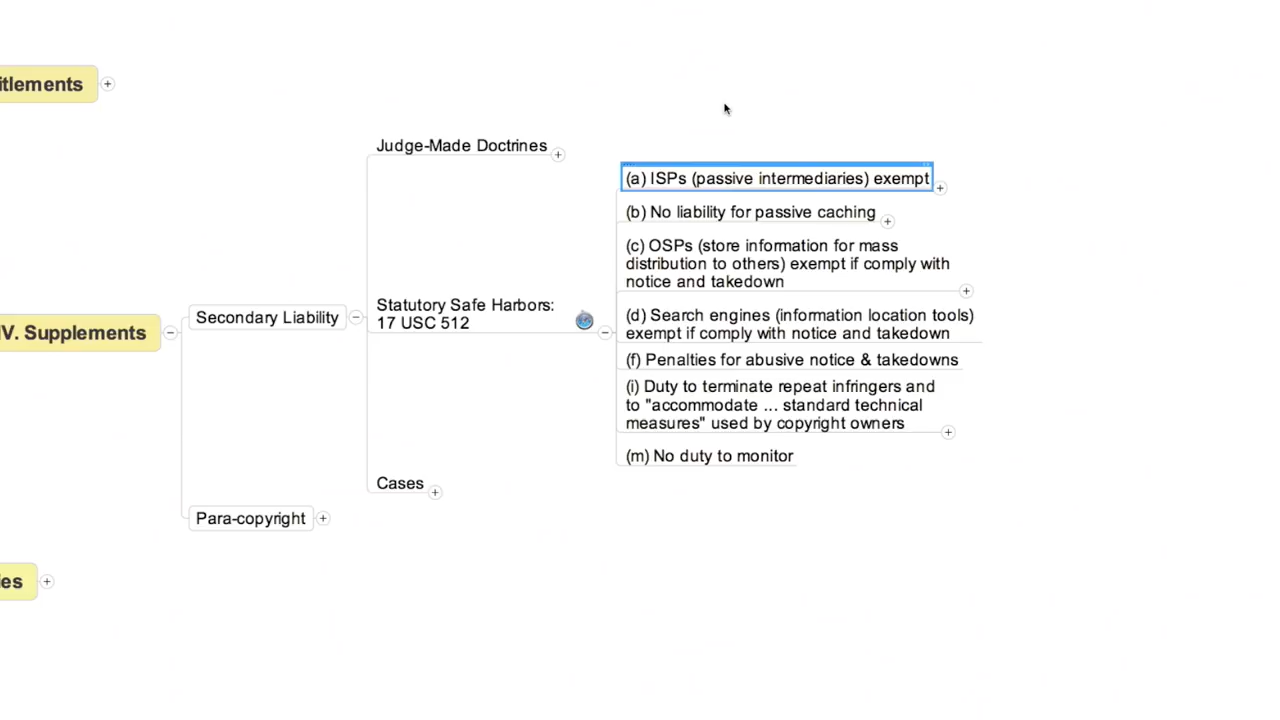 itlements
Judge-Made Doctrines
(a) ISPs (passive intermediaries) exempt
(b) No liability for passive caching
(c) OSPs (store information for mass
distribution to others) exempt if comply with
notice and takedown
Statutory Safe Harbors:
17 USC 512
(d) Search engines (information location tools)
exempt if comply with notice and takedown
IV. Supplements
Secondary Liability
(f) Penalties for abusive notice & takedowns
(i) Duty to terminate repeat infringers and
to "accommodate ... standard technical
measures" used by copyright owners
(m) No duty to monitor
Cases
Para-copyright
ies